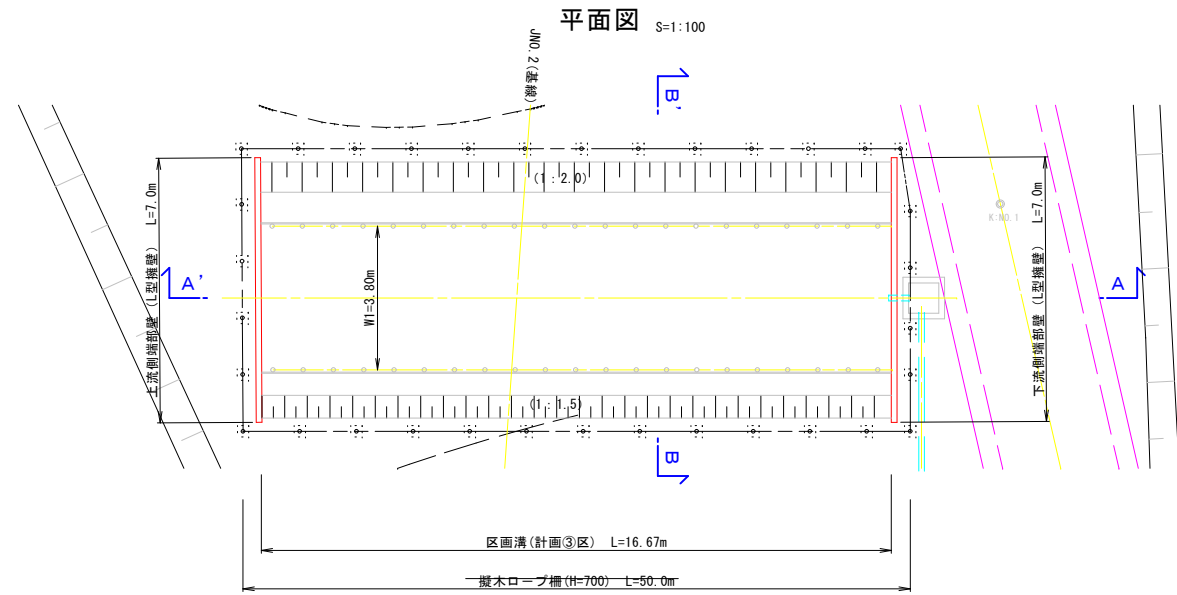 平面図 S=1:100
JNO.2(基線)
B'
(1:2.0)
K:NO.1
上流側端部壁 (L型擁壁) L=7.0m
下流側端部壁 (L型擁壁) L=7.0m
A'
W1=3.80m
A
(1:1.5)
B
区画溝(計画③区) L=16.67m
擬木ロープ柵(H=700) L=50.0m